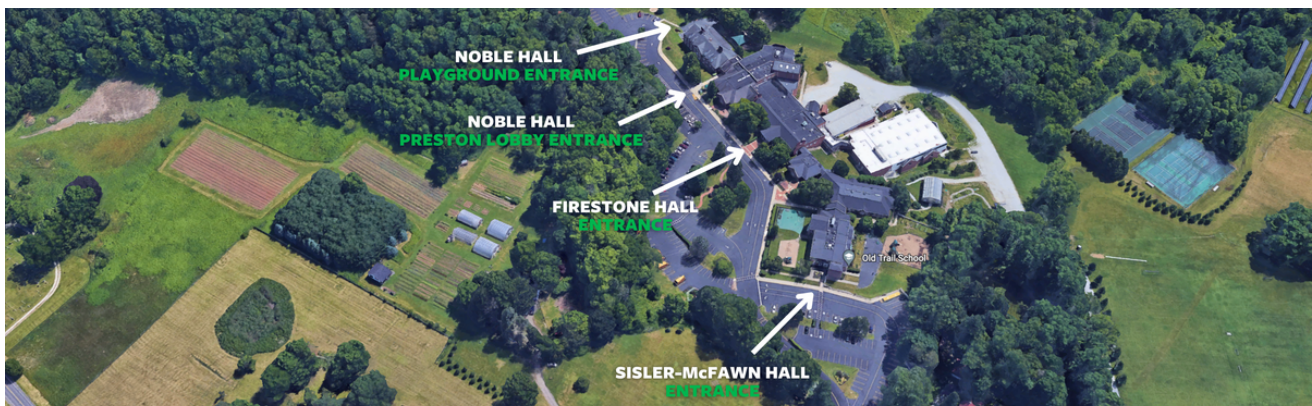 NOBLE HALL
PLAYGROUND ENTRANCE
NOBLE HALL
PRESTON LOBBY ENTRANCE
FIRESTONE HALL
ENTRANCE
Old Trail School
SISLER-McFAWN HALL
ENTRANCE